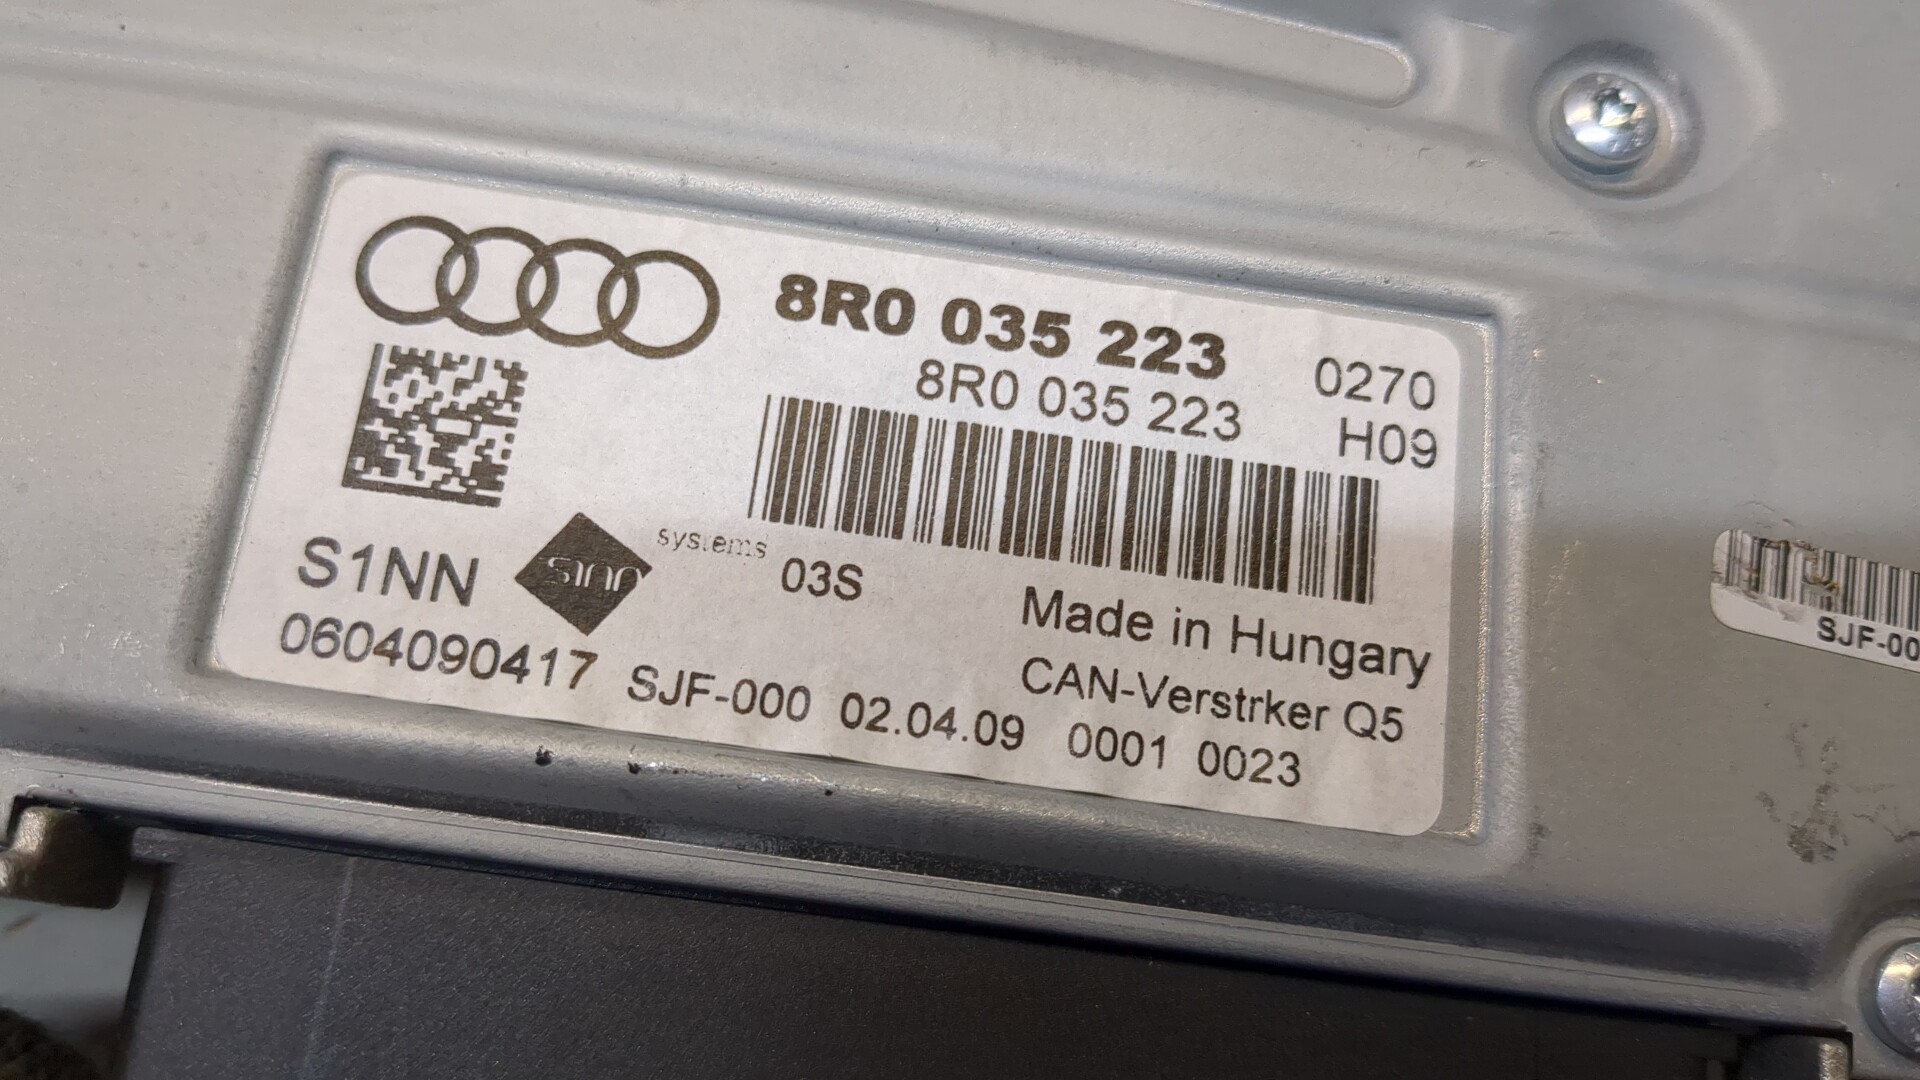 8R0 035 223
8R0 035 223
0270
H09
S1NN
sinn
systems
03S
Made in Hungary
CAN-Verstrker Q5
0604090417 SJF-000 02.04.09 0001 0023
SJF-00